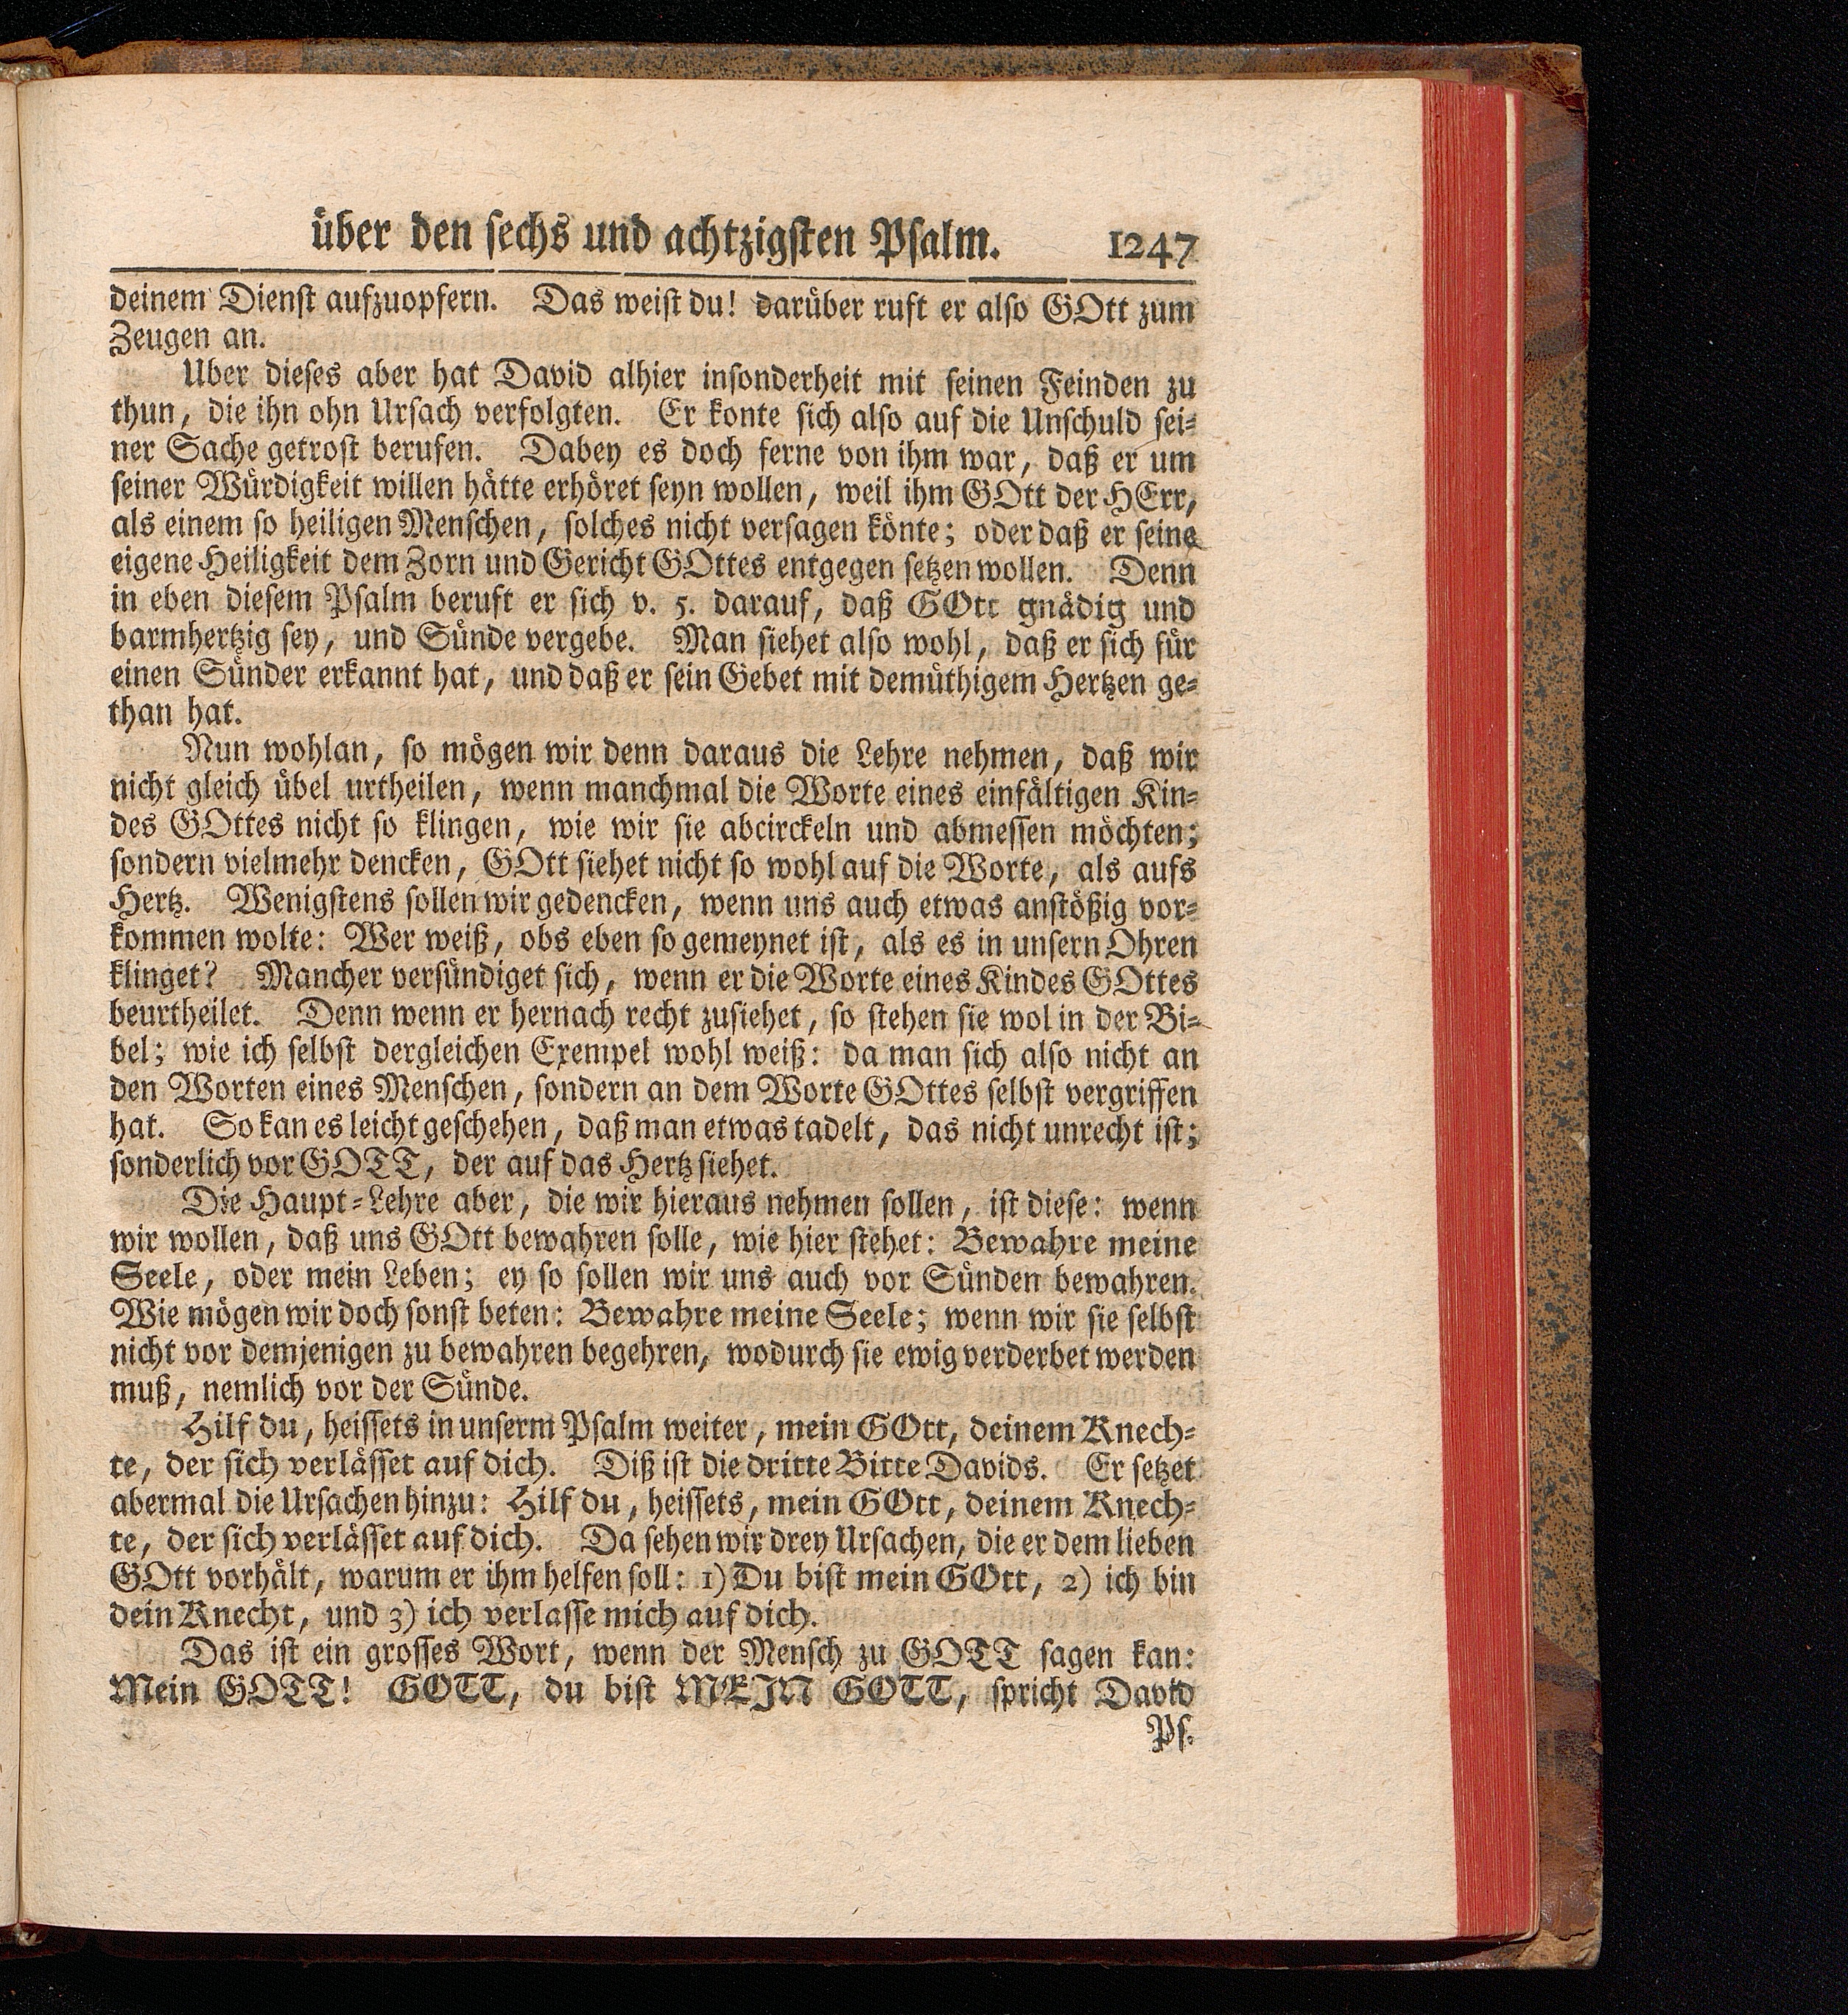 über den sechs und achtzigsten Psalm. 1247
deinem Dienst aufzuopfern. Das weist du! darüber ruft er also GOtt zum
Zeugen an.
Uber dieses aber hat David alhier insonderheit mit seinen Feinden zu
thun, die ihn ohn Ursach verfolgten. Er konte sich also auf die Unschuld sei-
ner Sache getrost berufen. Dabey es doch ferne von ihm war, daß er um
seiner Würdigkeit willen hätte erhöret seyn wollen, weil ihm GOtt der HErr,
als einem so heiligen Menschen, solches nicht versagen könte; oder daß er seine
eigene Heiligkeit dem Zorn und Gericht GOttes entgegen setzen wollen. Denn
in eben diesem Psalm beruft er sich v. 5. darauf, daß GOtt gnädig und
barmhertzig sey, und Sünde vergebe. Man siehet also wohl, daß er sich für
einen Sünder erkannt hat, und daß er sein Gebet mit demüthigem Hertzen ge-
than hat.
Nun wohlan, so mögen wir denn daraus die Lehre nehmen, daß wir
nicht gleich übel urtheilen, wenn manchmal die Worte eines einfältigen Kin-
des GOttes nicht so klingen, wie wir sie abcirckeln und abmessen möchten;
sondern vielmehr dencken, GOtt siehet nicht so wohl auf die Worte, als aufs
Hertz. Wenigstens sollen wir gedencken, wenn uns auch etwas anstößig vor-
kommen wolte: Wer weiß, obs eben so gemeynet ist, als es in unsern Ohren
klinget? Mancher versündiget sich, wenn er die Worte eines Kindes GOttes
beurtheilet. Denn wenn er hernach recht zusiehet, so stehen sie wol in der Bi-
bel; wie ich selbst dergleichen Exempel wohl weiß: da man sich also nicht an
den Worten eines Menschen, sondern an dem Worte GOttes selbst vergriffen
hat. So kan es leicht geschehen, daß man etwas tadelt, das nicht unrecht ist;
sonderlich vor GOTT, der auf das Hertz siehet.
Die Haupt-Lehre aber, die wir hieraus nehmen sollen, ist diese: wenn
wir wollen, daß uns GOtt bewahren solle, wie hier stehet: Bewahre meine
Seele, oder mein Leben; ey so sollen wir uns auch vor Sünden bewahren.
Wie mögen wir doch sonst beten: Bewahre meine Seele; wenn wir sie selbst
nicht vor demjenigen zu bewahren begehren, wodurch sie ewig verderbet werden
muß, nemlich vor der Sünde.
Hilf du, heissets in unserm Psalm weiter, mein GOtt, deinem Knech-
te, der sich verlässet auf dich. Diß ist die dritte Bitte Davids. Er setzet
abermal die Ursachen hinzu: Hilf du, heissets, mein GOtt, deinem Knech-
te, der sich verlässet auf dich. Da sehen wir drey Ursachen, die er dem lieben
GOtt vorhält, warum er ihm helfen soll: 1) Du bist mein GOtt, 2) ich bin
dein Knecht, und 3) ich verlasse mich auf dich.
Das ist ein grosses Wort, wenn der Mensch zu GOTT sagen kan:
Mein GOTT! GOTT, du bist MEIN GOTT, spricht David
Ps.